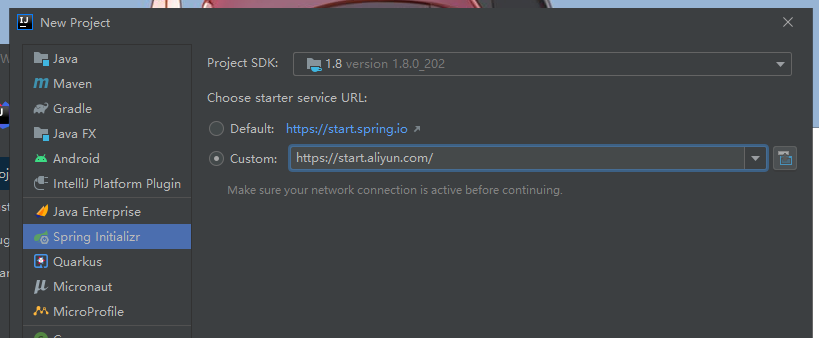 New Project
Java
Maven
Gradle
Java FX
Android
IntelliJ Platform Plugin
Java Enterprise
Spring Initializr
Quarkus
Micronaut
MicroProfile
Project SDK: 1.8 version 1.8.0_202
Choose starter service URL:
Default: https://start.spring.io
Custom: https://start.aliyun.com/
Make sure your network connection is active before continuing.